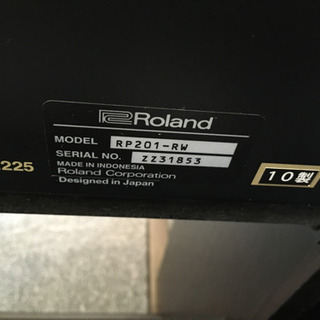 Roland
MODEL RP201-RW
SERIAL NO. ZZ31853
MADE IN INDONESIA
Roland Corporation
Designed in Japan
225
10製